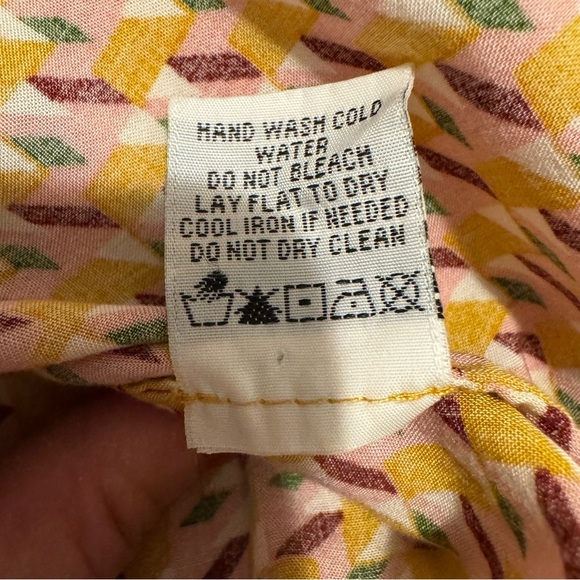 HAND WASH COLD
WATER
DO NOT BLEACH
LAY FLAT TO DRY
COOL IRON IF NEEDED
DO NOT DRY CLEAN